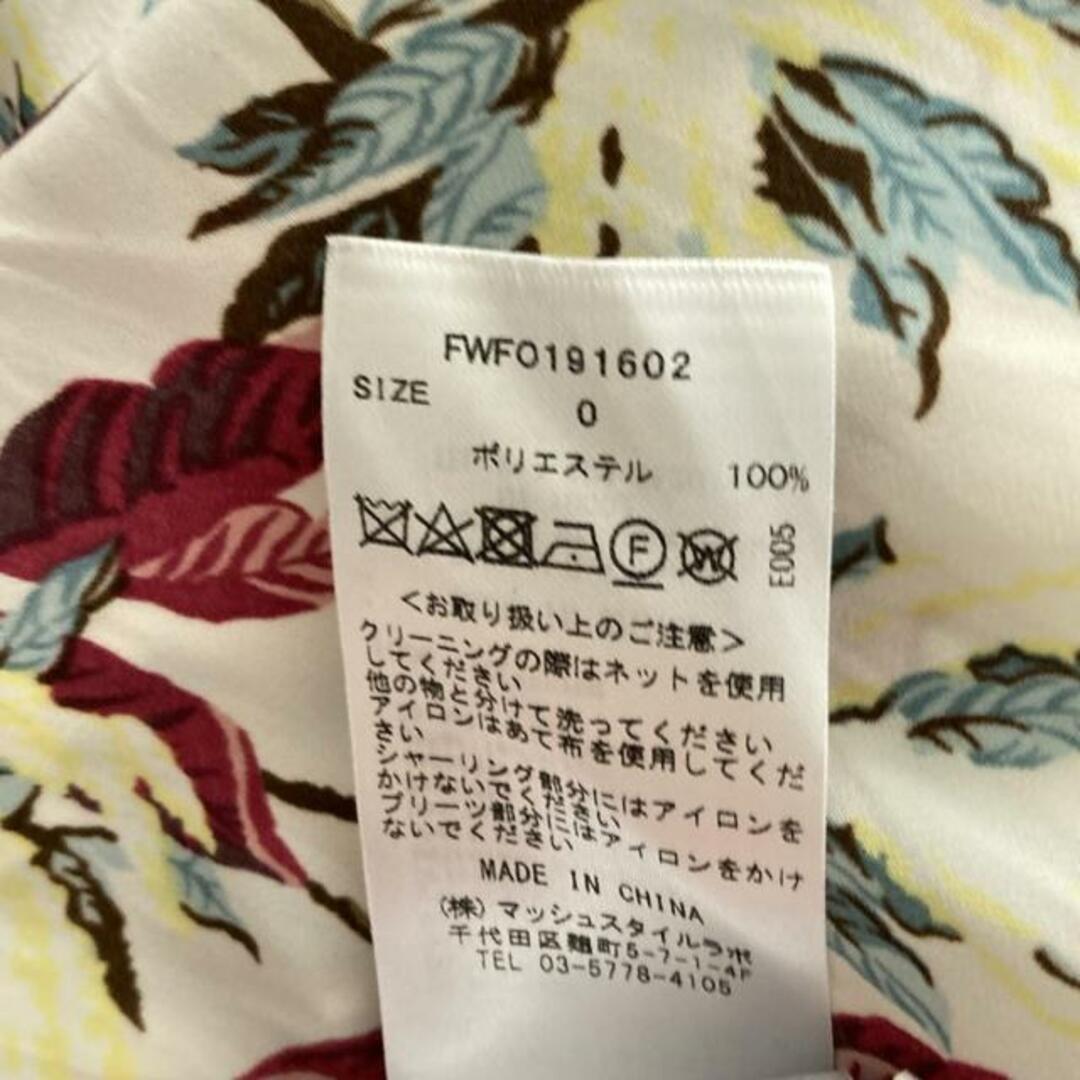 FWF0191602
SIZE 0
ポリエステル 100%
F W E005
<お取り扱い上のご注意>
クリーニングの際はネットを使用
してください
他の物と分けて洗ってください
アイロンはあて布を使用してくだ
さい
シャーリング部分にはアイロンを
かけないでください
プリーツ部分にはアイロンをかけ
ないでください
MADE IN CHINA
(株)マッシュスタイルラボ
千代田区麹町5-7-1-4F
TEL 03-5778-4105